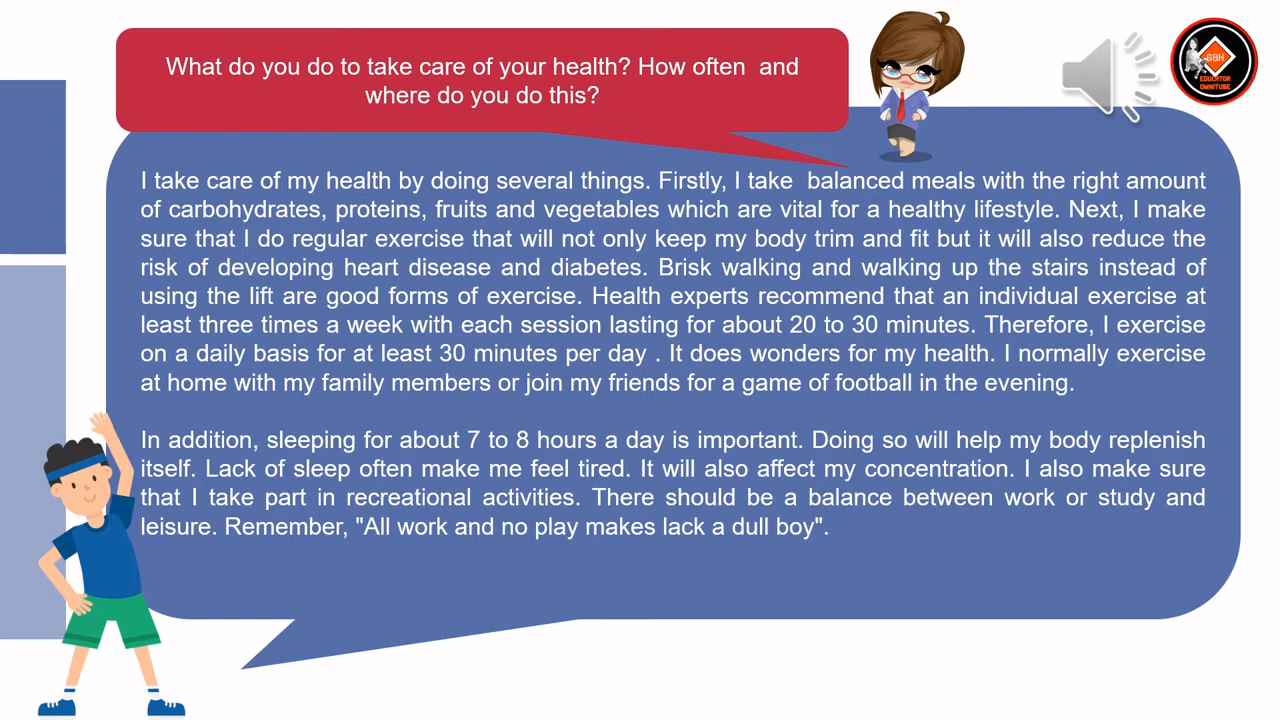 What do you do to take care of your health? How often  and
where do you do this?
GBH
EDUCATOR
OMNITUBE
I take care of my health by doing several things. Firstly, I take  balanced meals with the right amount
of carbohydrates, proteins, fruits and vegetables which are vital for a healthy lifestyle. Next, I make
sure that I do regular exercise that will not only keep my body trim and fit but it will also reduce the
risk of developing heart disease and diabetes. Brisk walking and walking up the stairs instead of
using the lift are good forms of exercise. Health experts recommend that an individual exercise at
least three times a week with each session lasting for about 20 to 30 minutes. Therefore, I exercise
on a daily basis for at least 30 minutes per day . It does wonders for my health. I normally exercise
at home with my family members or join my friends for a game of football in the evening.
In addition, sleeping for about 7 to 8 hours a day is important. Doing so will help my body replenish
itself. Lack of sleep often make me feel tired. It will also affect my concentration. I also make sure
that I take part in recreational activities. There should be a balance between work or study and
leisure. Remember, "All work and no play makes lack a dull boy".